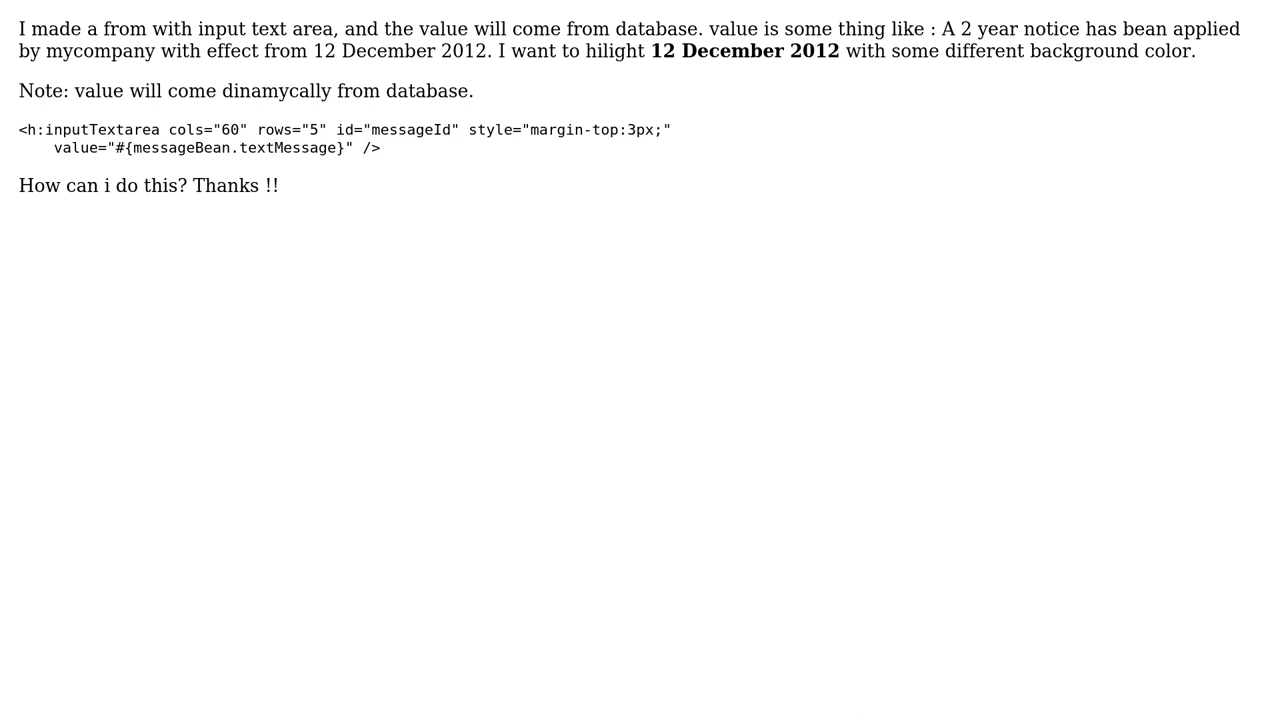 I made a from with input text area, and the value will come from database. value is some thing like : A 2 year notice has bean applied
by mycompany with effect from 12 December 2012. I want to hilight 12 December 2012 with some different background color.
Note: value will come dinamycally from database.
<h:inputTextarea cols="60" rows="5" id="messageId" style="margin-top:3px;"
    value="#{messageBean.textMessage}" />
How can i do this? Thanks !!